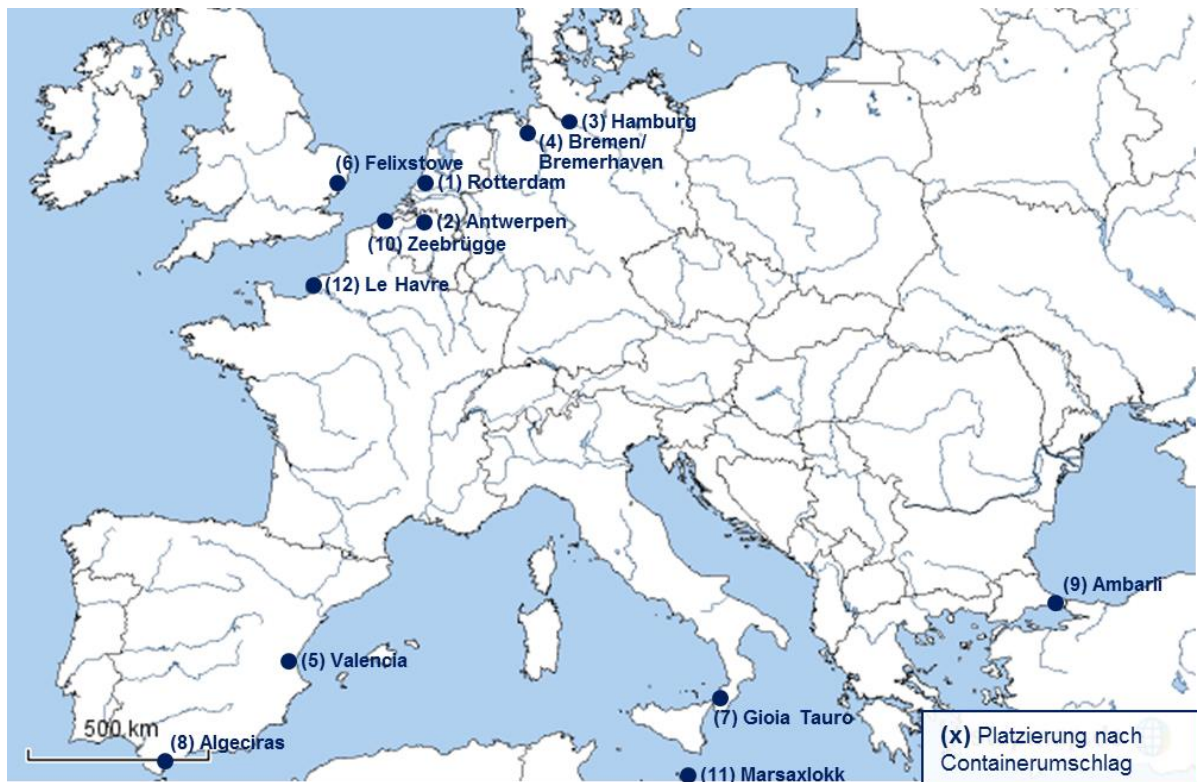 (3) Hamburg
(4) Bremen/
Bremerhaven
(6) Felixstowe
(1) Rotterdam
(2) Antwerpen
(10) Zeebrügge
(12) Le Havre
(9) Ambarli
(5) Valencia
(7) Gioia Tauro
500 km
(8) Algeciras
(11) Marsaxlokk
(x) Platzierung nach
Containerumschlag